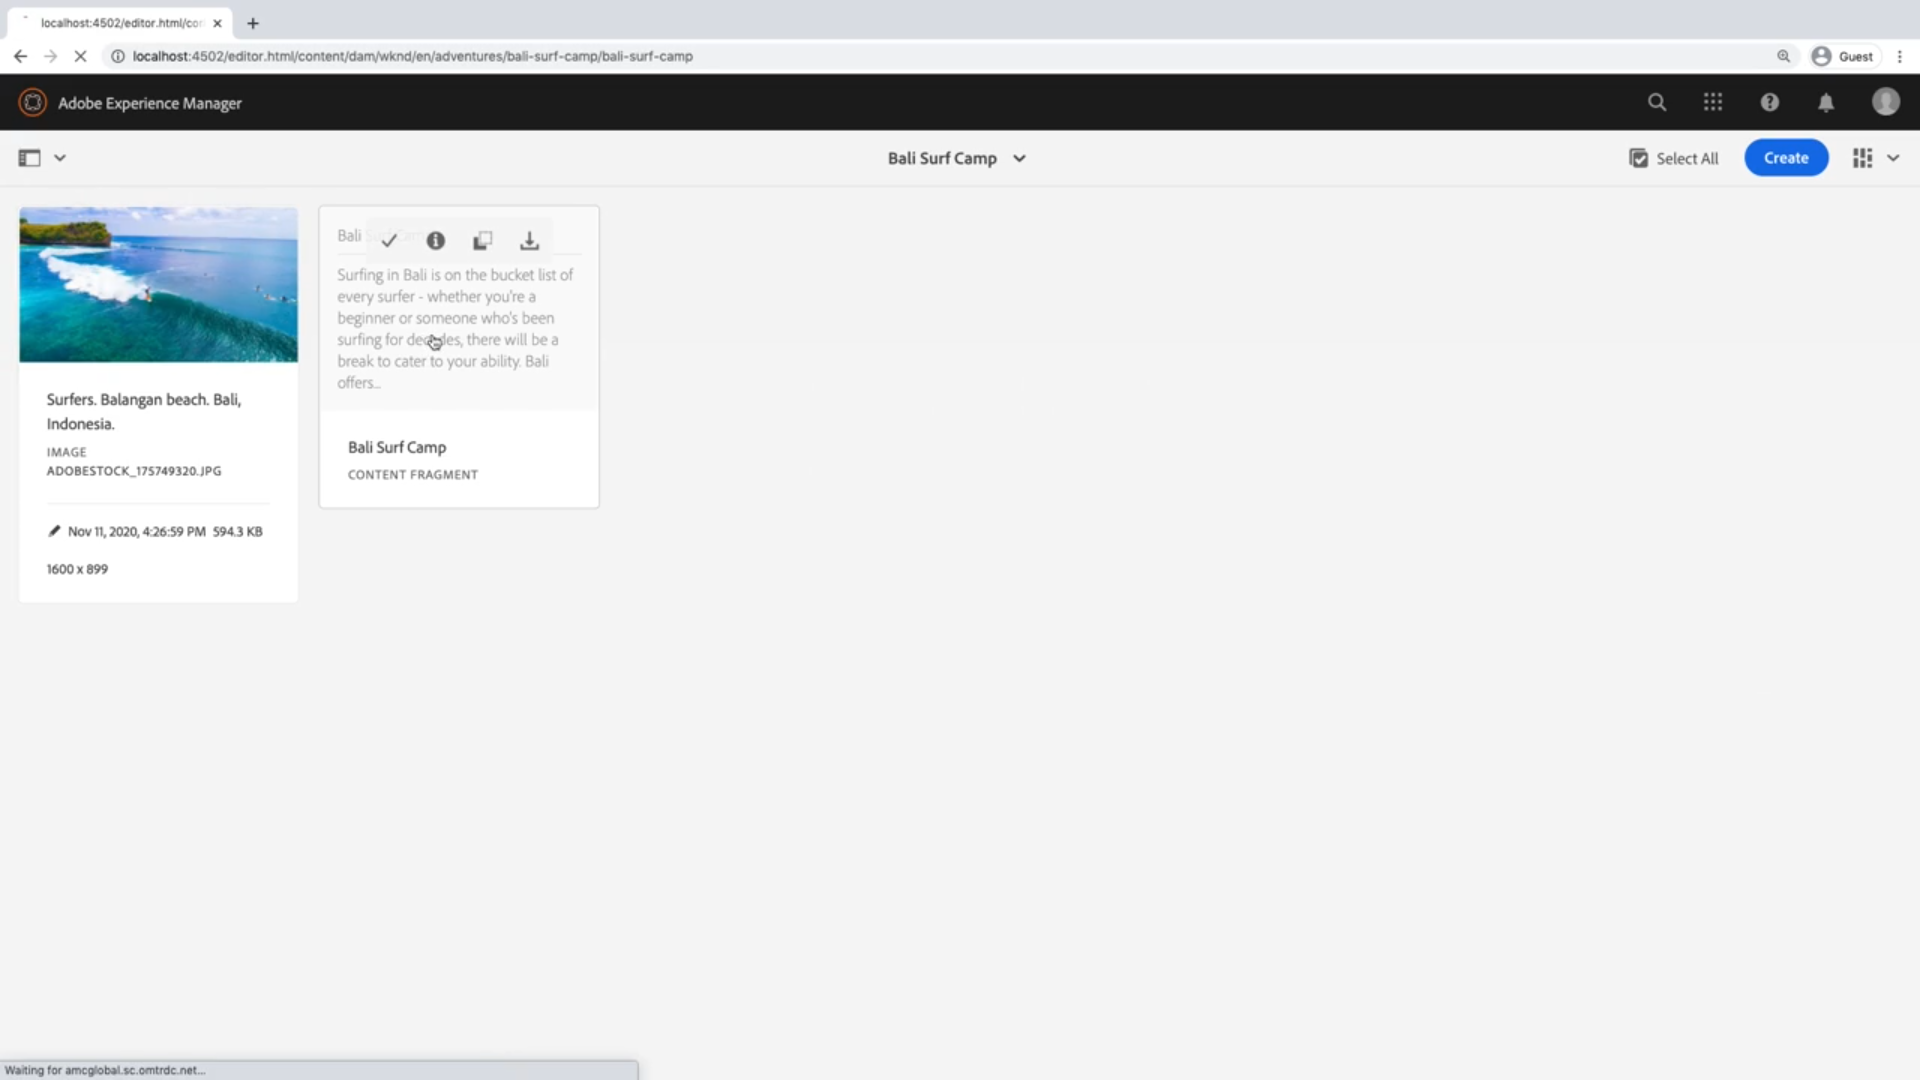 localhost:4502/editor.html/co
localhost:4502/editor.html/content/dam/wknd/en/adventures/bali-surf-camp/bali-surf-camp
Guest
Adobe Experience Manager
Bali Surf Camp
Select All
Create
Surfers. Balangan beach. Bali,
Indonesia.
IMAGE
ADOBESTOCK_175749320.JPG
Nov 11, 2020, 4:26:59 PM 594.3 KB
1600 x 899
Bali
Surfing in Bali is on the bucket list of
every surfer - whether you're a
beginner or someone who's been
surfing for decades, there will be a
break to cater to your ability. Bali
offers...
Bali Surf Camp
CONTENT FRAGMENT
Waiting for amcglobal.sc.omtrdc.net...